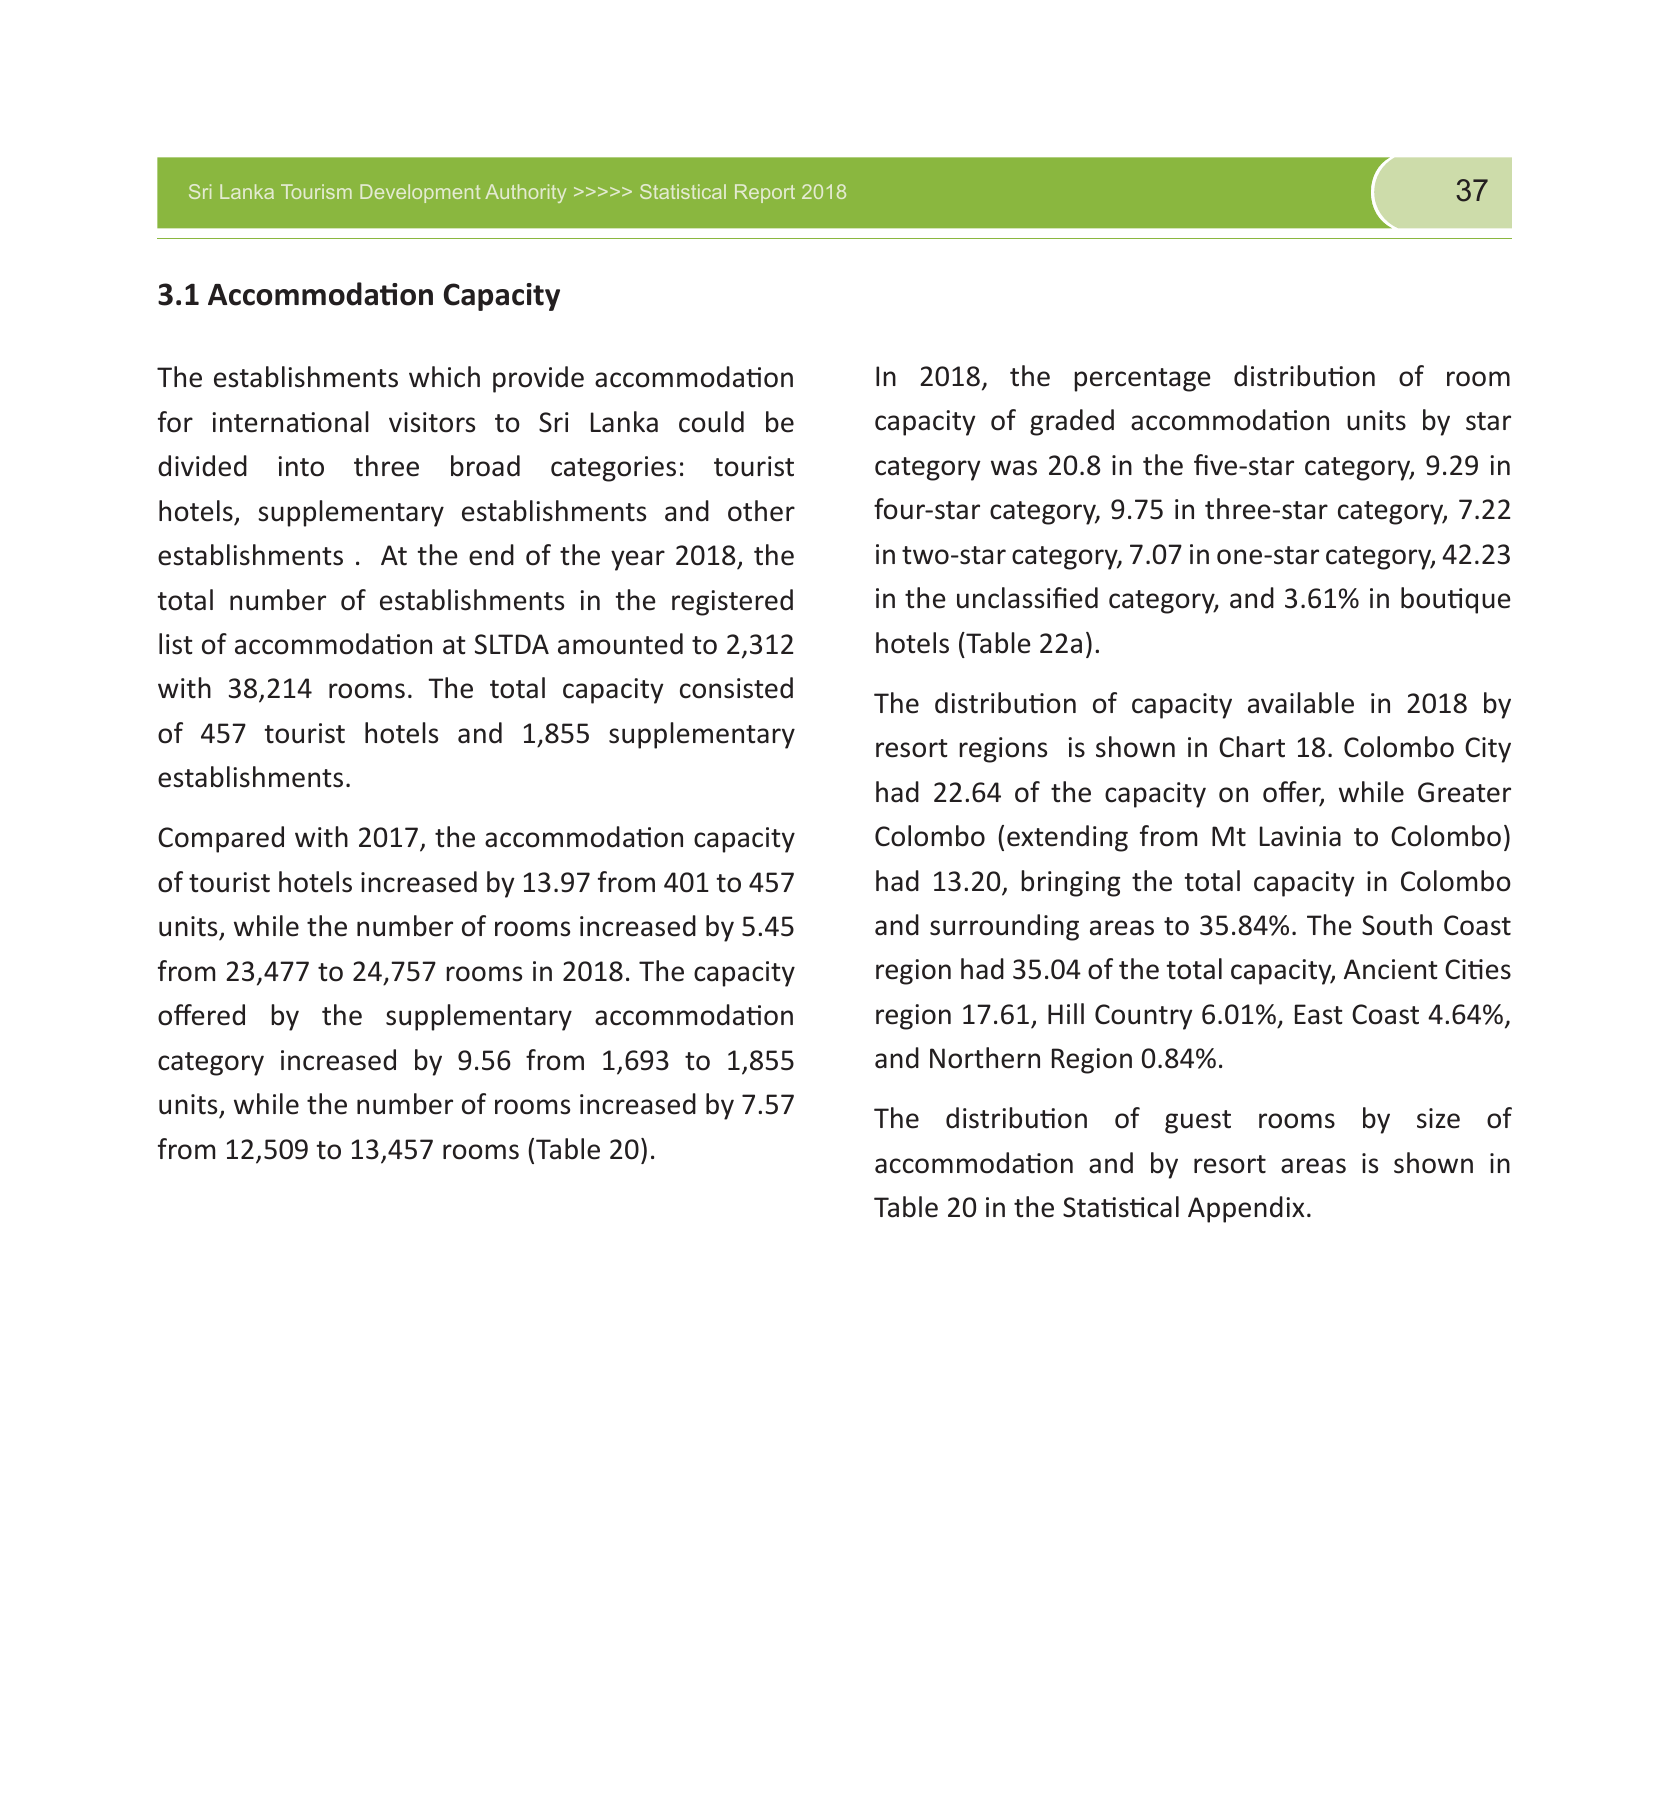 Sri Lanka Tourism Development Authority >>>>> Statistical Report 2018
37
3.1 Accommodation Capacity
The establishments which provide accommodation
for international visitors to Sri Lanka could be
divided into three broad categories: tourist
hotels, supplementary establishments and other
establishments .  At the end of the year 2018, the
total number of establishments in the registered
list of accommodation at SLTDA amounted to 2,312
with 38,214 rooms. The total capacity consisted
of 457 tourist hotels and 1,855 supplementary
establishments.
Compared with 2017, the accommodation capacity
of tourist hotels increased by 13.97 from 401 to 457
units, while the number of rooms increased by 5.45
from 23,477 to 24,757 rooms in 2018. The capacity
offered by the supplementary accommodation
category increased by 9.56 from 1,693 to 1,855
units, while the number of rooms increased by 7.57
from 12,509 to 13,457 rooms (Table 20).
In 2018, the percentage distribution of room
capacity of graded accommodation units by star
category was 20.8 in the five-star category, 9.29 in
four-star category, 9.75 in three-star category, 7.22
in two-star category, 7.07 in one-star category, 42.23
in the unclassified category, and 3.61% in boutique
hotels (Table 22a).
The distribution of capacity available in 2018 by
resort regions  is shown in Chart 18. Colombo City
had 22.64 of the capacity on offer, while Greater
Colombo (extending from Mt Lavinia to Colombo)
had 13.20, bringing the total capacity in Colombo
and surrounding areas to 35.84%. The South Coast
region had 35.04 of the total capacity, Ancient Cities
region 17.61, Hill Country 6.01%, East Coast 4.64%,
and Northern Region 0.84%.
The distribution of guest rooms by size of
accommodation and by resort areas is shown in
Table 20 in the Statistical Appendix.